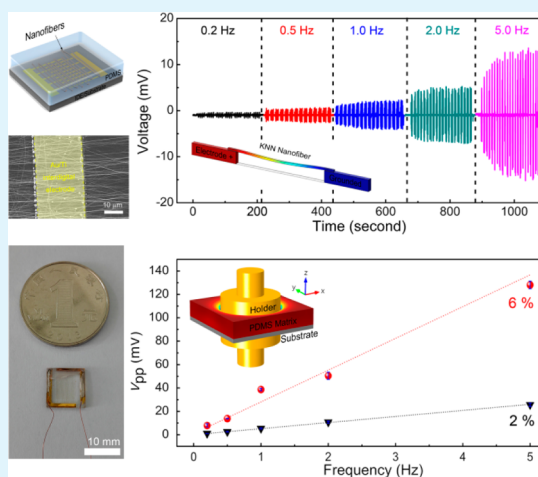 Nanofibers
PDMS
10 μm
0.2 Hz 0.5 Hz 1.0 Hz 2.0 Hz 5.0 Hz
Voltage (mV)
20
10
0
-10
-20
KNN Nanofiber
0 200 400 600 800 1000
Time (second)
1
10 mm
Vpp (mV)
140
120
100
80
60
40
20
0
z
y
x
Holder
PDMS Matrix
Substrate
6 %
2 %
0 1 2 3 4 5
Frequency (Hz)